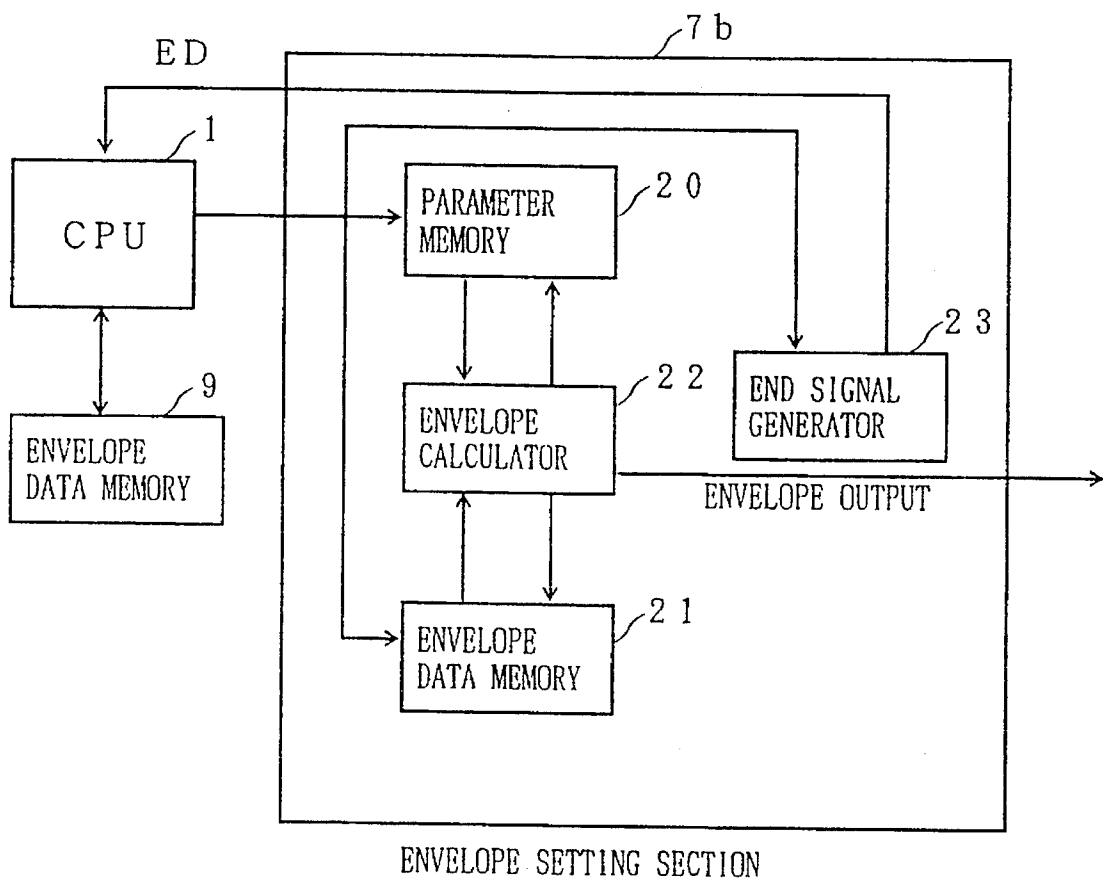 7b
ED
1
CPU
PARAMETER
MEMORY
20
23
END SIGNAL
GENERATOR
22
ENVELOPE
CALCULATOR
9
ENVELOPE
DATA MEMORY
ENVELOPE OUTPUT
21
ENVELOPE
DATA MEMORY
ENVELOPE SETTING SECTION